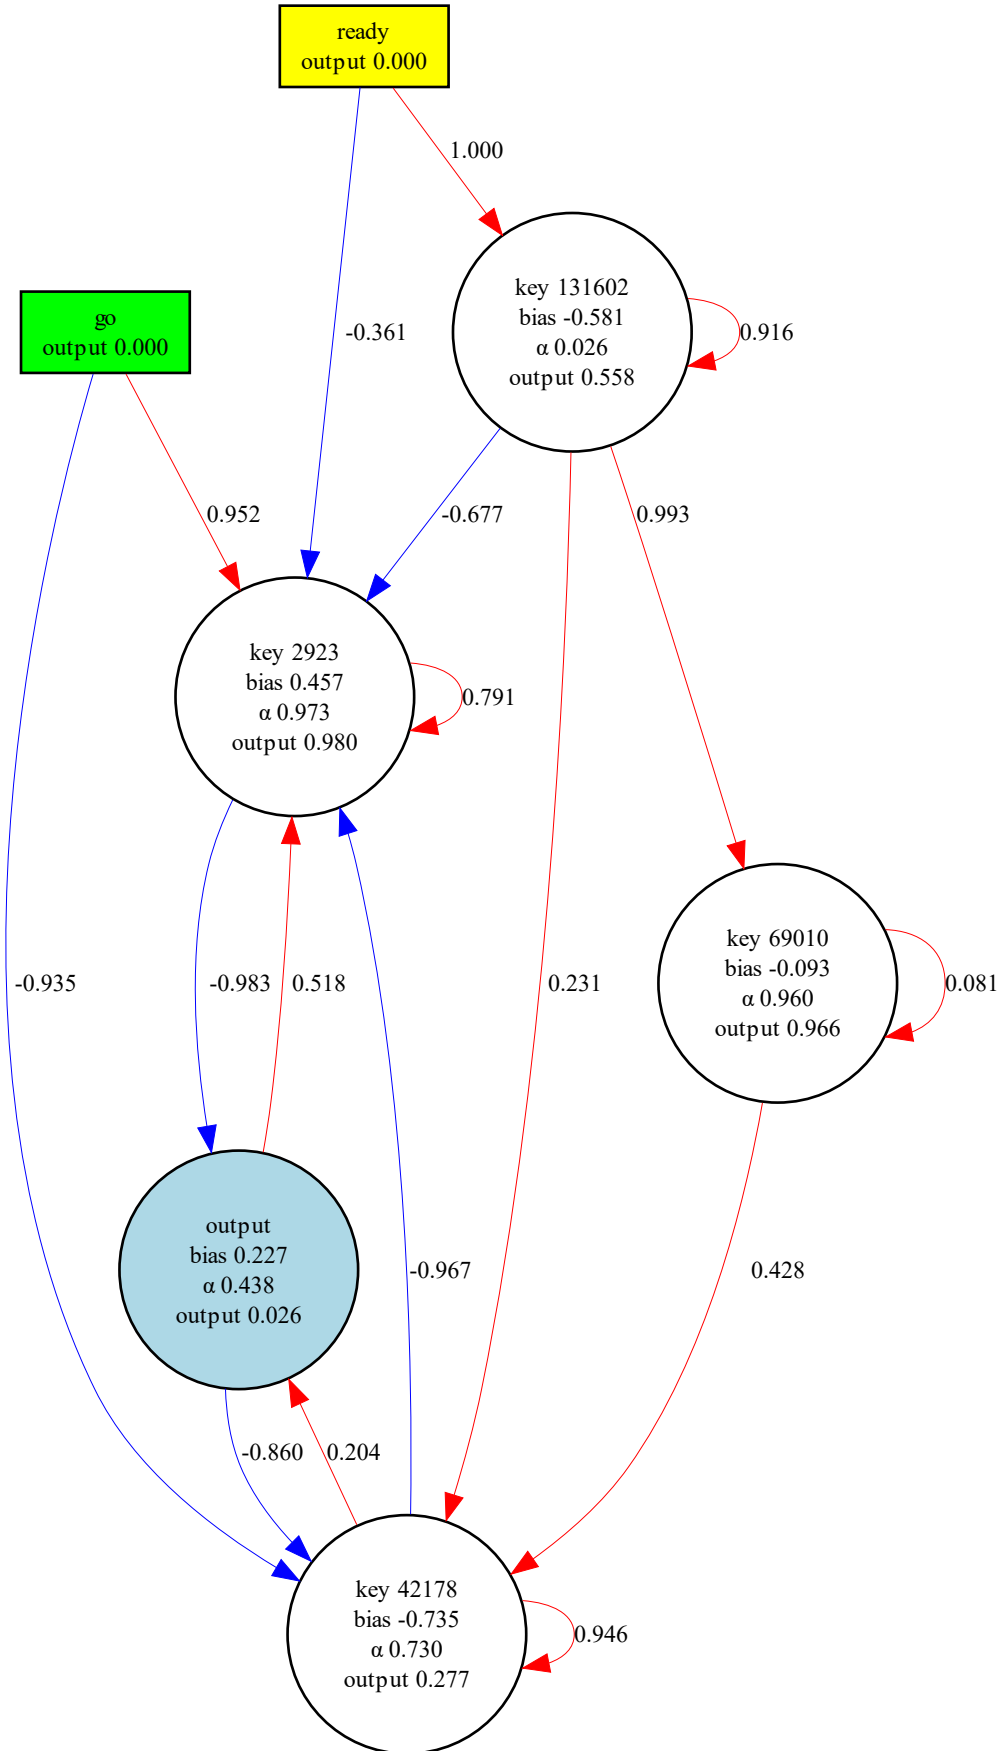 ready
output 0.000
1.000
go
output 0.000
-0.361
key 131602
bias -0.581
α 0.026
output 0.558
0.916
0.952
-0.677
0.993
key 2923
bias 0.457
α 0.973
output 0.980
0.791
-0.935
-0.983
0.518
0.231
key 69010
bias -0.093
α 0.960
output 0.966
0.081
output
bias 0.227
α 0.438
output 0.026
-0.967
0.428
-0.860
0.204
key 42178
bias -0.735
α 0.730
output 0.277
0.946